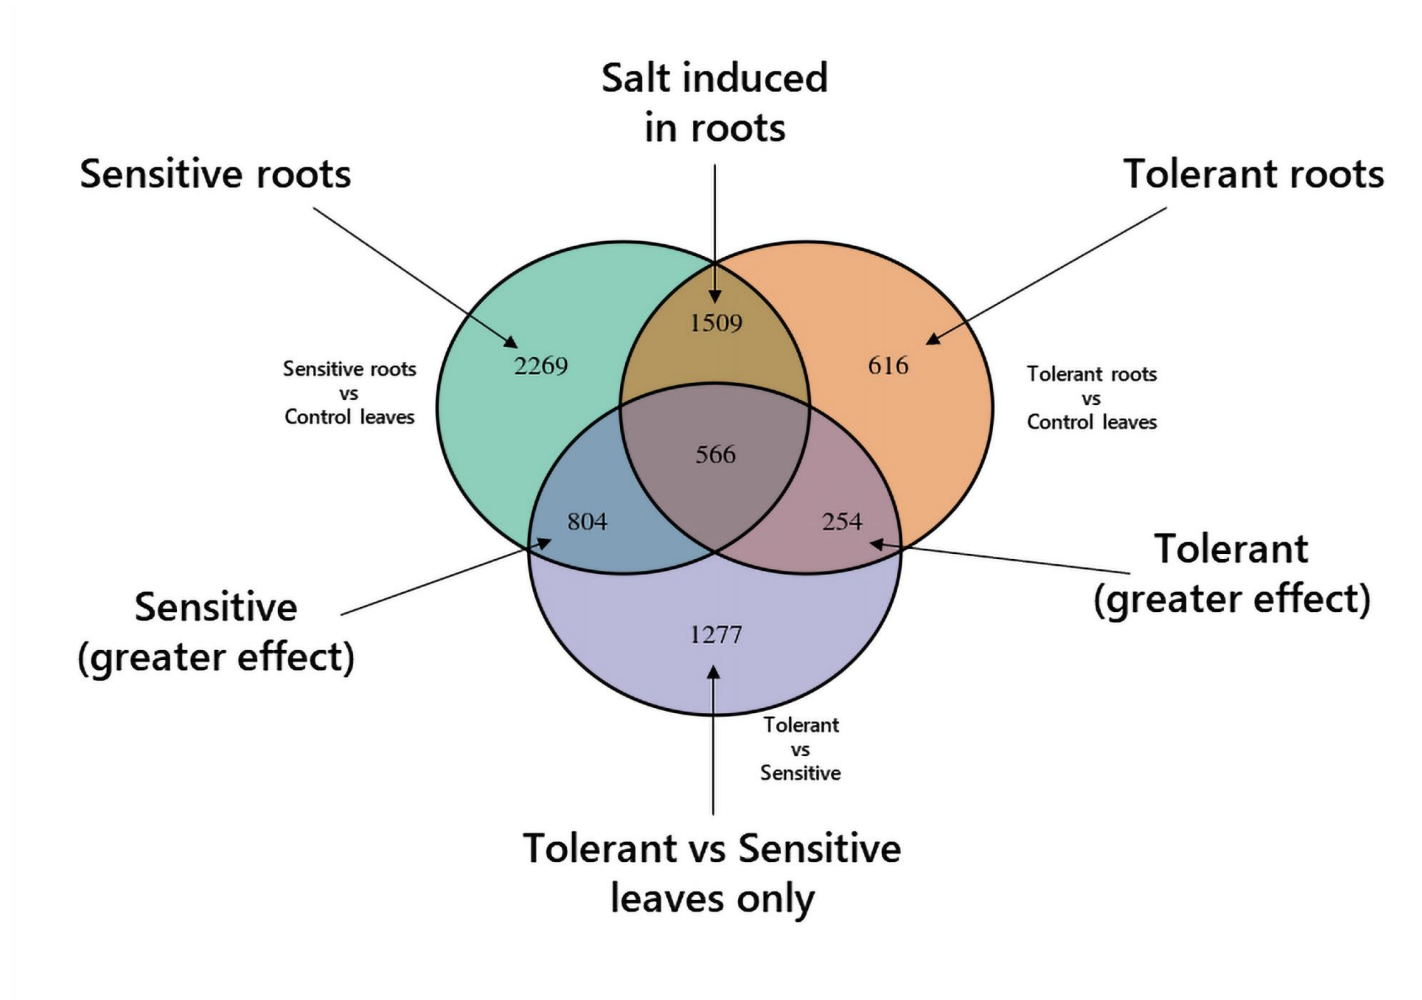 Salt induced
in roots
Sensitive roots
Tolerant roots
1509
2269
616
Sensitive roots
vs
Control leaves
Tolerant roots
vs
Control leaves
566
804
254
Tolerant
(greater effect)
Sensitive
(greater effect)
1277
Tolerant
vs
Sensitive
Tolerant vs Sensitive
leaves only